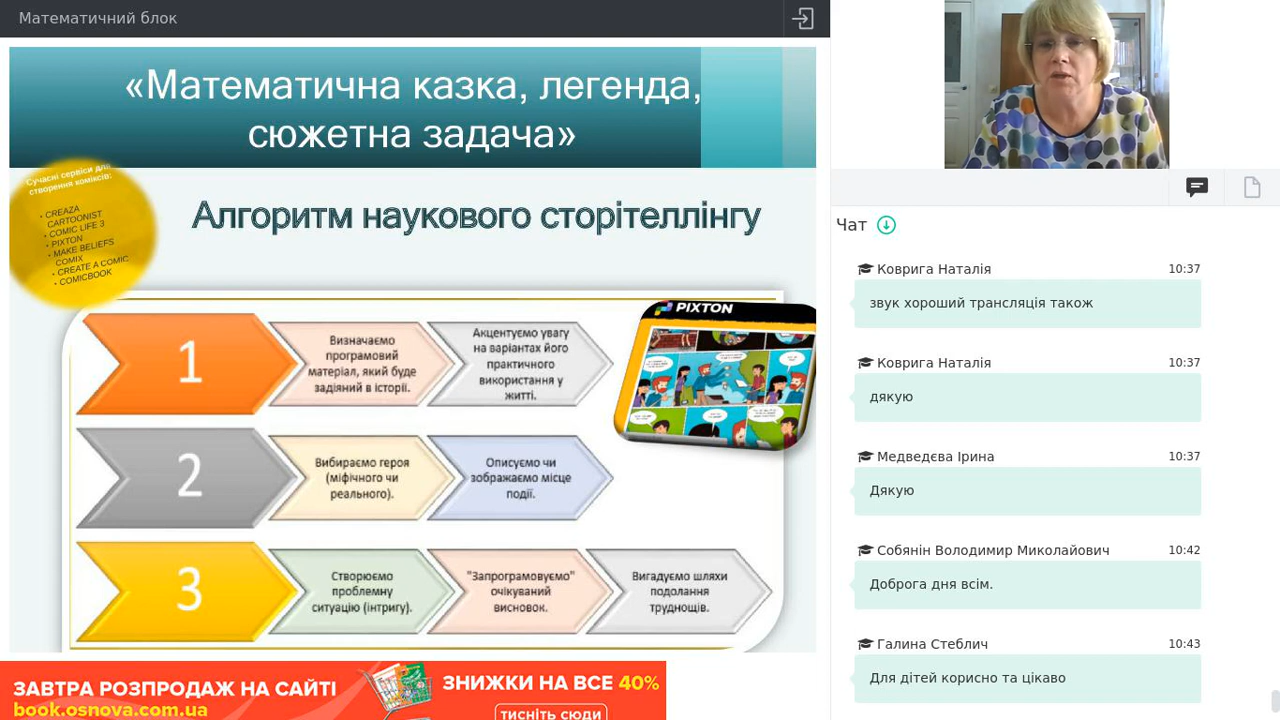 Математичний блок
«Математична казка, легенда,
сюжетна задача»
Сучасні сервіси для
створення коміксів:
• CREAZA
CARTOONIST
• COMIC LIFE 3
• PIXTON
• MAKE BELIEFS
COMIX
• CREATE A COMIC
• COMICBOOK
Алгоритм наукового сторітеллінгу
PIXTON
1
Визначаємо
програмовий
матеріал, який буде
задіяний в історії.
Акцентуємо увагу
на варіантах його
практичного
використання у
житті.
2
Вибираємо героя
(міфічного чи
реального).
Описуємо чи
зображаємо місце
події.
3
Створюємо
проблемну
ситуацію (інтригу).
"Запрограмовуємо"
очікуваний
висновок.
Вигадуємо шляхи
подолання
труднощів.
ЗАВТРА РОЗПРОДАЖ НА САЙТІ
book.osnova.com.ua
ЗНИЖКИ НА ВСЕ 40%
тисніть сюди
Чат
Коврига Наталія 10:37
звук хороший трансляція також
Коврига Наталія 10:37
дякую
Медведєва Ірина 10:37
Дякую
Собянін Володимир Миколайович 10:42
Доброга дня всім.
Галина Стеблич 10:43
Для дітей корисно та цікаво